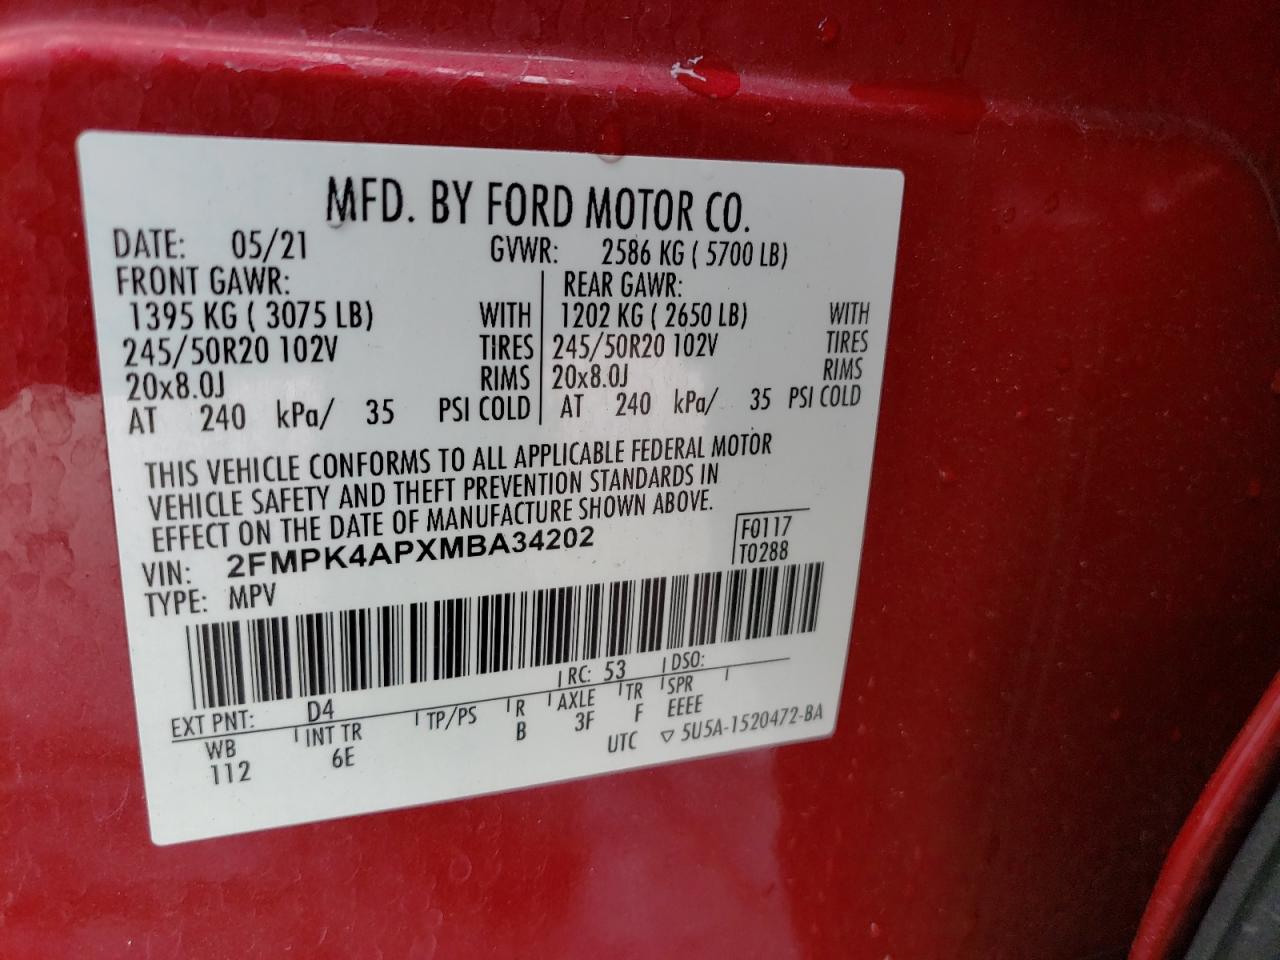 MFD. BY FORD MOTOR CO.
DATE: 05/21 GVWR: 2586 KG ( 5700 LB)
FRONT GAWR: REAR GAWR:
1395 KG ( 3075 LB) WITH 1202 KG ( 2650 LB) WITH
245/50R20 102V TIRES 245/50R20 102V TIRES
20x8.0J RIMS 20x8.0J RIMS
AT 240 kPa/ 35 PSI COLD AT 240 kPa/ 35 PSI COLD
THIS VEHICLE CONFORMS TO ALL APPLICABLE FEDERAL MOTOR
VEHICLE SAFETY AND THEFT PREVENTION STANDARDS IN
EFFECT ON THE DATE OF MANUFACTURE SHOWN ABOVE.
VIN: 2FMPK4APXMBA34202 F0117
TYPE: MPV T0288
EXT PNT: D4 RC: 53 DSO:
WB INT TR TP/PS R AXLE TR SPR
112 6E B 3F F EEEE
UTC ▽ 5U5A-1520472-BA